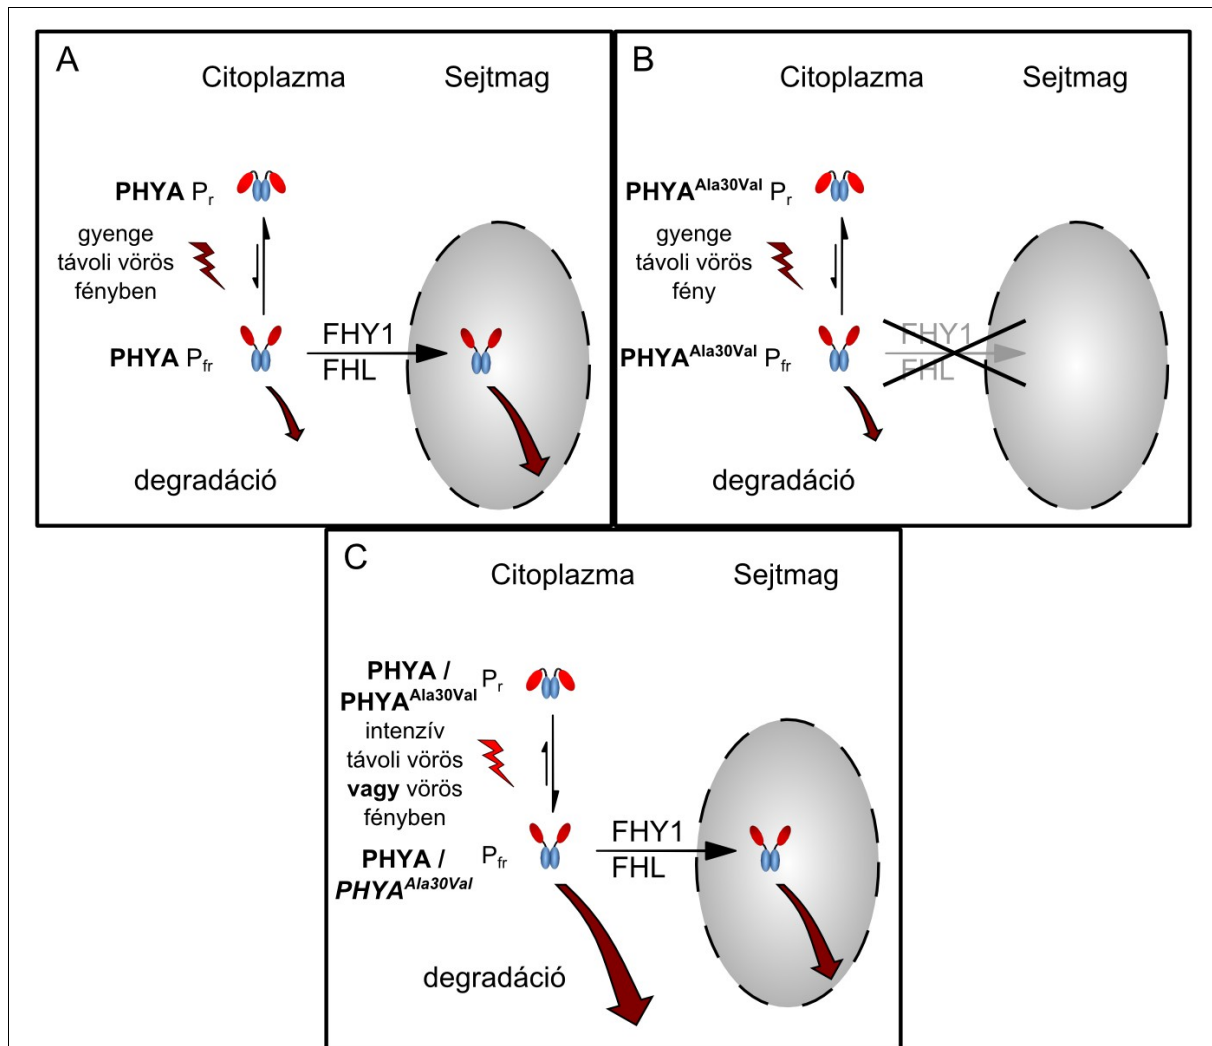 A
Citoplazma Sejtmag
PHYA Pr
gyenge
távoli vörös
fényben
PHYA Pfr
FHY1
FHL
degradáció
B
Citoplazma Sejtmag
PHYAAla30Val Pr
gyenge
távoli vörös
fény
PHYAAla30Val Pfr
FHY1
FHL
degradáció
C
Citoplazma Sejtmag
PHYA /
PHYAAla30Val Pr
intenzív
távoli vörös
vagy vörös
fényben
PHYA /
PHYAAla30Val Pfr
FHY1
FHL
degradáció